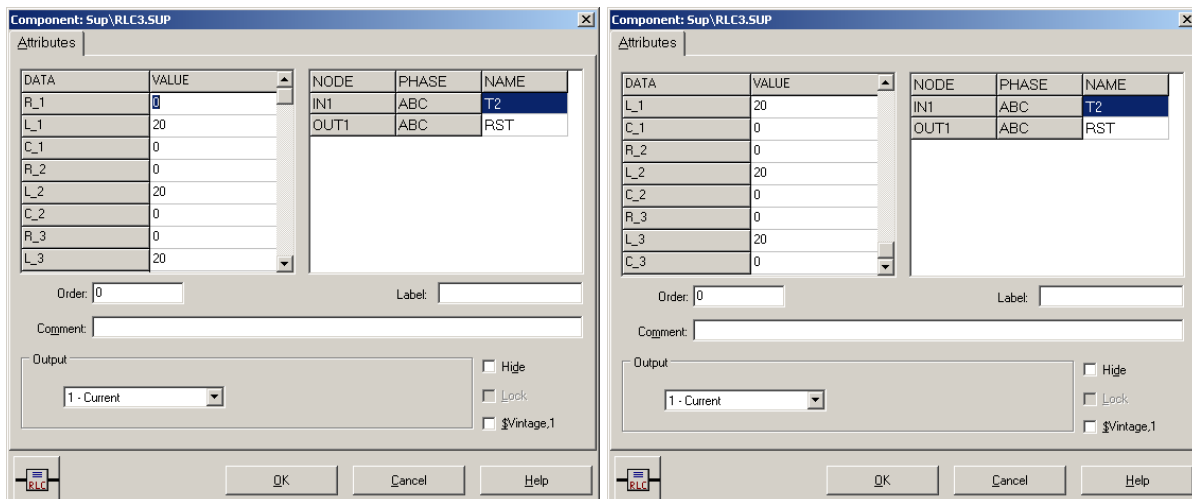 Component: Sup\RLC3.SUP
Attributes
DATA VALUE
R_1 0
L_1 20
C_1 0
R_2 0
L_2 20
C_2 0
R_3 0
L_3 20
NODE PHASE NAME
IN1 ABC T2
OUT1 ABC RST
Order: 0
Label:
Comment:
Output
1 - Current
Hide
Lock
$Vintage,1
RLC
OK
Cancel
Help
Component: Sup\RLC3.SUP
Attributes
DATA VALUE
L_1 20
C_1 0
R_2 0
L_2 20
C_2 0
R_3 0
L_3 20
C_3 0
NODE PHASE NAME
IN1 ABC T2
OUT1 ABC RST
Order: 0
Label:
Comment:
Output
1 - Current
Hide
Lock
$Vintage,1
RLC
OK
Cancel
Help